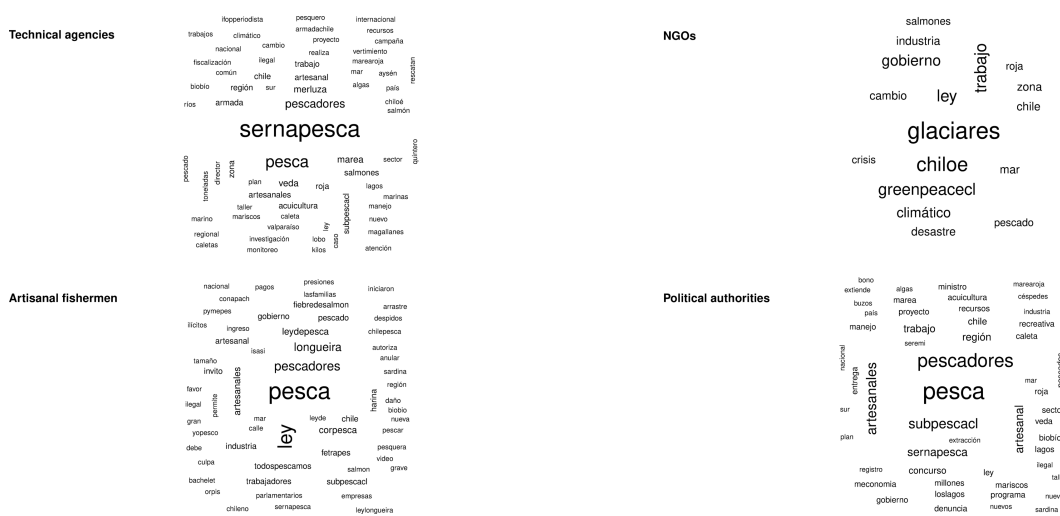 Technical agencies
ifopperiodista pesquero internacional
armadachile recursos
trabajos climático proyecto campaña
cambio
nacional realiza vertimiento
fiscalización ilegal trabajo marearoja
común chile artesanal mar aysén rescatan
biobío región sur merluza algas país
ríos armada pescadores chiloé
salmón
sernapesca
pescado toneladas director zona pesca marea sector quintero
salmones
plan veda roja lagos
artesanales subpescacl marinas
taller acuicultura manejo
marino mariscos caleta nuevo
valparaíso ley
regional investigación lobo caso magallanes
caletas monitoreo kilos atención
NGOs
salmones
industria
gobierno trabajo roja
cambio ley zona
chile
glaciares
crisis chiloe mar
greenpeacecl
climático
desastre pescado
Artisanal fishermen
nacional pagos presiones iniciron
conapach lasfamilias
pymepes fiebredesalmon arrastre
gobierno pescado despidos
ilícitos ingreso leydepesca chilepesca
artesanal
isasi longueira autoriza
tamaño anular
invito pescadores sardina
favor artesanales pesca región
ilegal permite harina daño
biobio
gran mar leyde chile nueva
yopesco calle ley corpesca pescar
debe industria pesquera
fetrapes video
culpa todospescamos salmon grave
bachelet trabajadores subpescacl
orpis parlamentarios empresas
chileno sernapesca leylongueira
Political authorities
bono
extiende algas ministro marearoja
buzos marea acuicultura céspedes
país proyecto recursos industria
manejo trabajo chile recreativa
seremi región caleta
nacional pescadores
entrega artesanales pesca mar
roja
sur subpescacl artesanal veda
plan extracción
sernapesca lagos
registro concurso ley ilegal
meconomia millones mariscos
gobierno loslagos programa
denuncia nuevos sardina